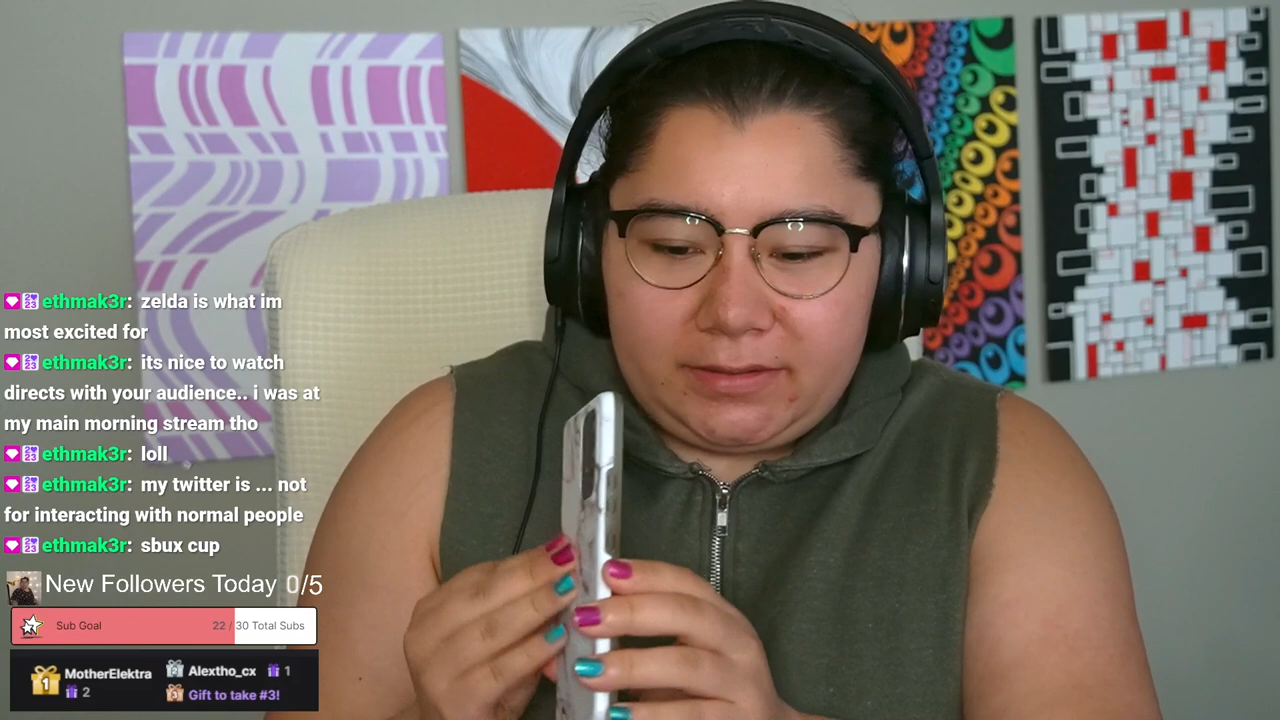 ethmak3r: zelda is what im
most excited for
ethmak3r: its nice to watch
directs with your audience.. i was at
my main morning stream tho
ethmak3r: loll
ethmak3r: my twitter is ... not
for interacting with normal people
ethmak3r: sbux cup
New Followers Today 0/5
Sub Goal 22 / 30 Total Subs
1 MotherElektra 2
2 Alextho_cx 1
3 Gift to take #3!